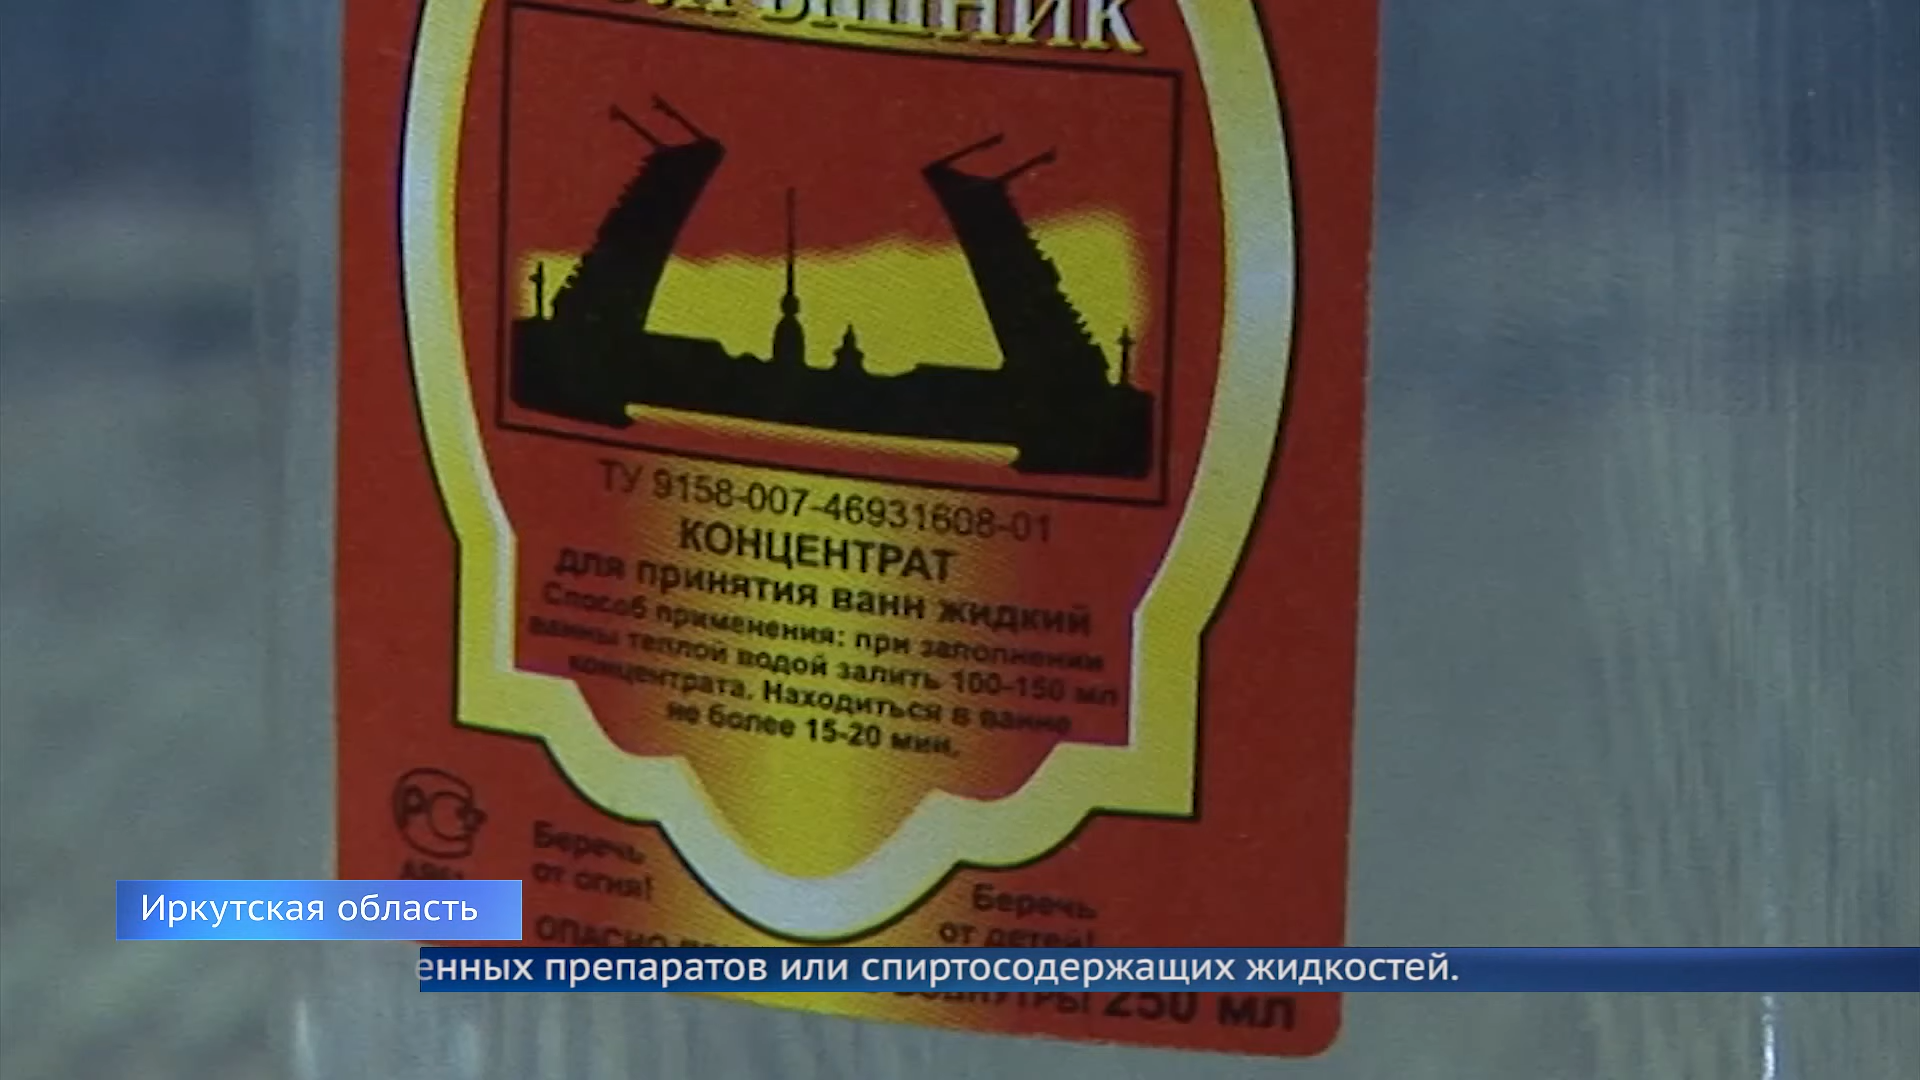 ТУ 9158-007-46931608-01
КОНЦЕНТРАТ
для принятия ванн жидкий
Способ применения: при заполнении
ванны теплой водой залить 100-150 мл
концентрата. Находиться в ванне
не более 15-20 мин.
РСТ
Беречь
от огня!
Беречь
от детей!
ОПАСНО
250 мл
Иркутская область
енных препаратов или спиртосодержащих жидкостей.